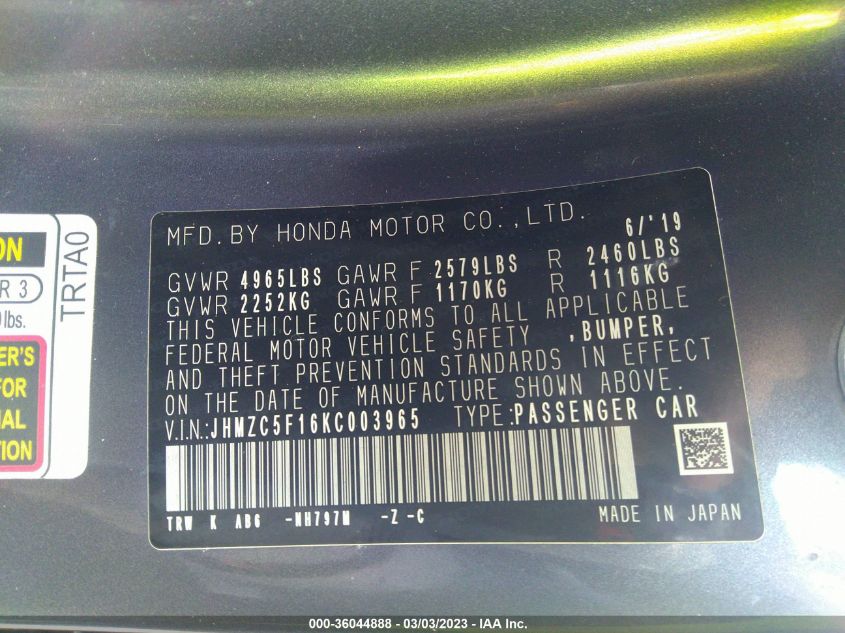 ON
R 3
lbs.
ER'S
FOR
NAL
TION
TRTA0
MFD. BY HONDA MOTOR CO., LTD. 6/'19
GVWR 4965LBS GAWR F 2579LBS R 2460LBS
GVWR 2252KG GAWR F 1170KG R 1116KG
THIS VEHICLE CONFORMS TO ALL APPLICABLE
FEDERAL MOTOR VEHICLE SAFETY ,BUMPER,
AND THEFT PREVENTION STANDARDS IN EFFECT
ON THE DATE OF MANUFACTURE SHOWN ABOVE.
V.I.N.:JHMZC5F16KC003965 TYPE:PASSENGER CAR
TRW K AB6 -NH797M -Z -C MADE IN JAPAN
000-36044888 - 03/03/2023 - IAA Inc.